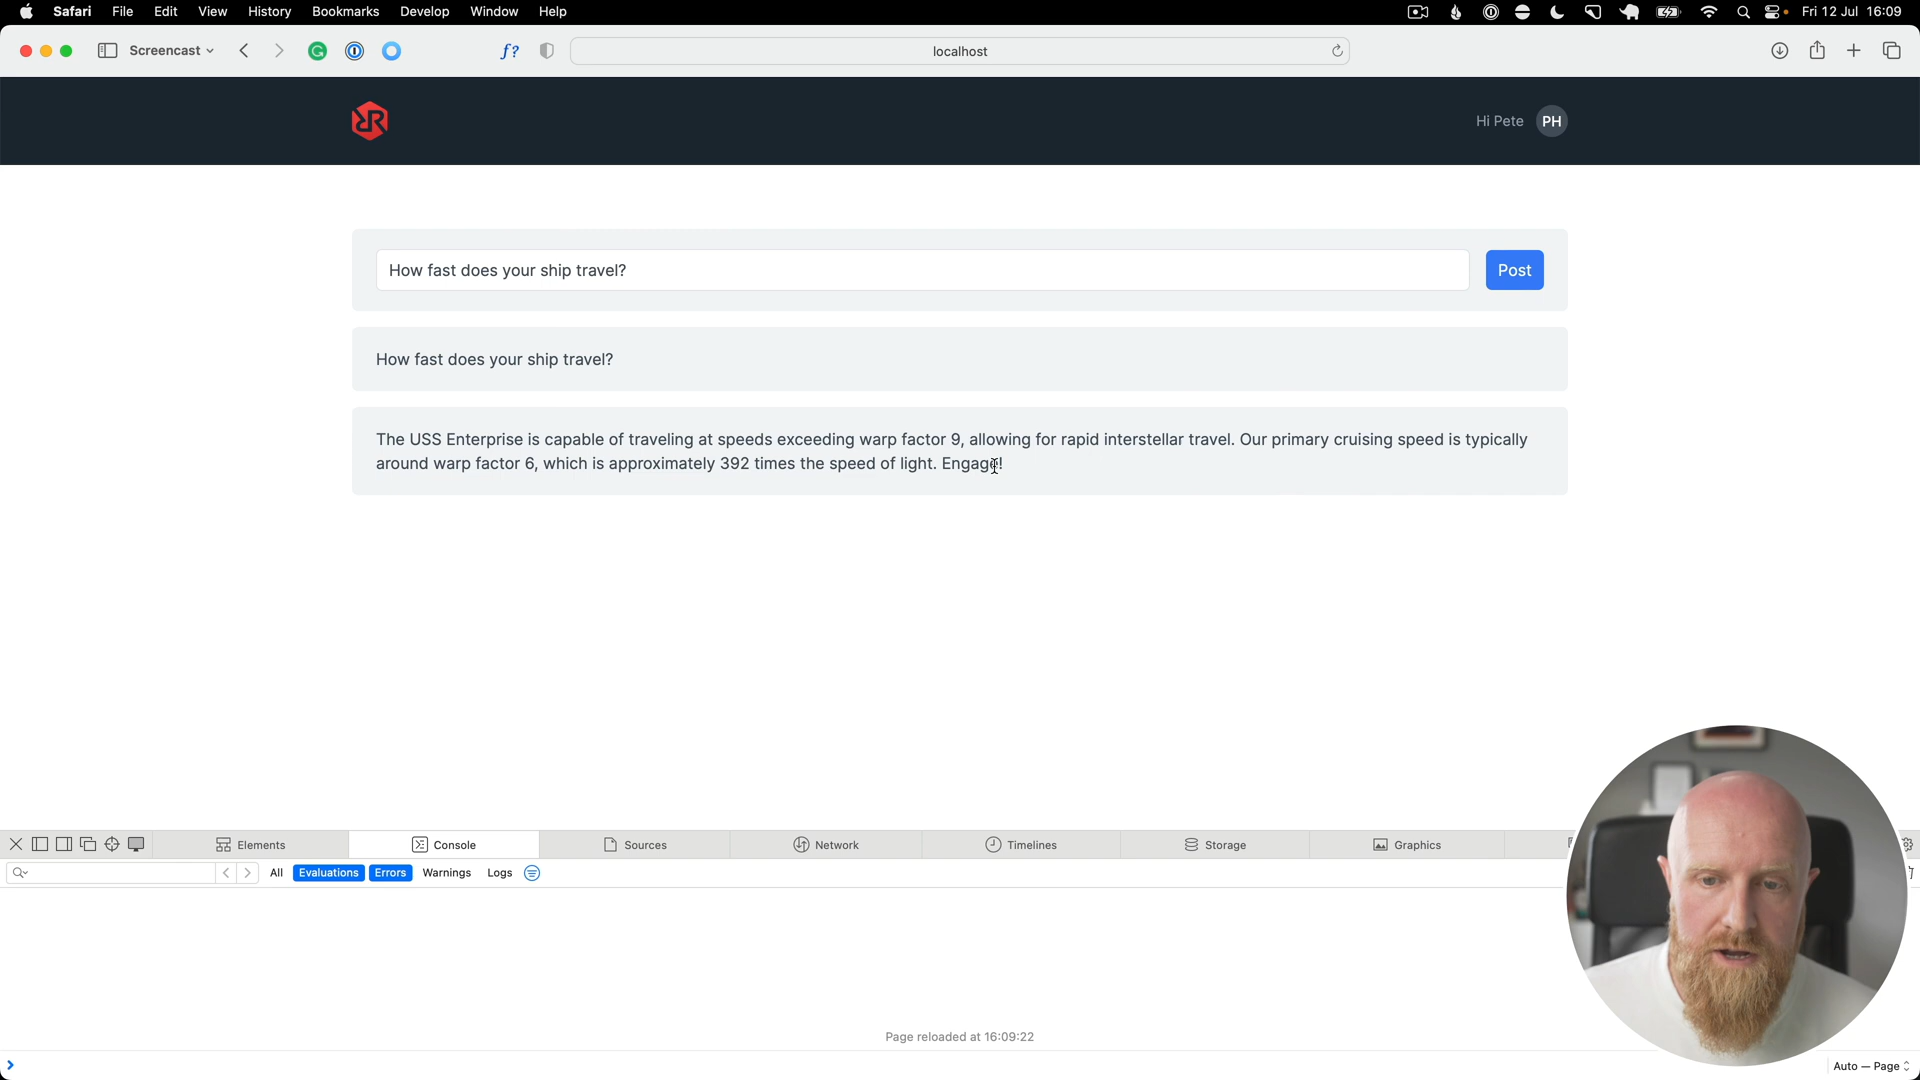 Safari File Edit View History Bookmarks Develop Window Help Fri 12 Jul 16:09
Screencast f? localhost
Hi Pete PH
How fast does your ship travel? Post
How fast does your ship travel?
The USS Enterprise is capable of traveling at speeds exceeding warp factor 9, allowing for rapid interstellar travel. Our primary cruising speed is typically
around warp factor 6, which is approximately 392 times the speed of light. Engage!
Elements Console Sources Network Timelines Storage Graphics
All Evaluations Errors Warnings Logs
Page reloaded at 16:09:22
Auto — Page